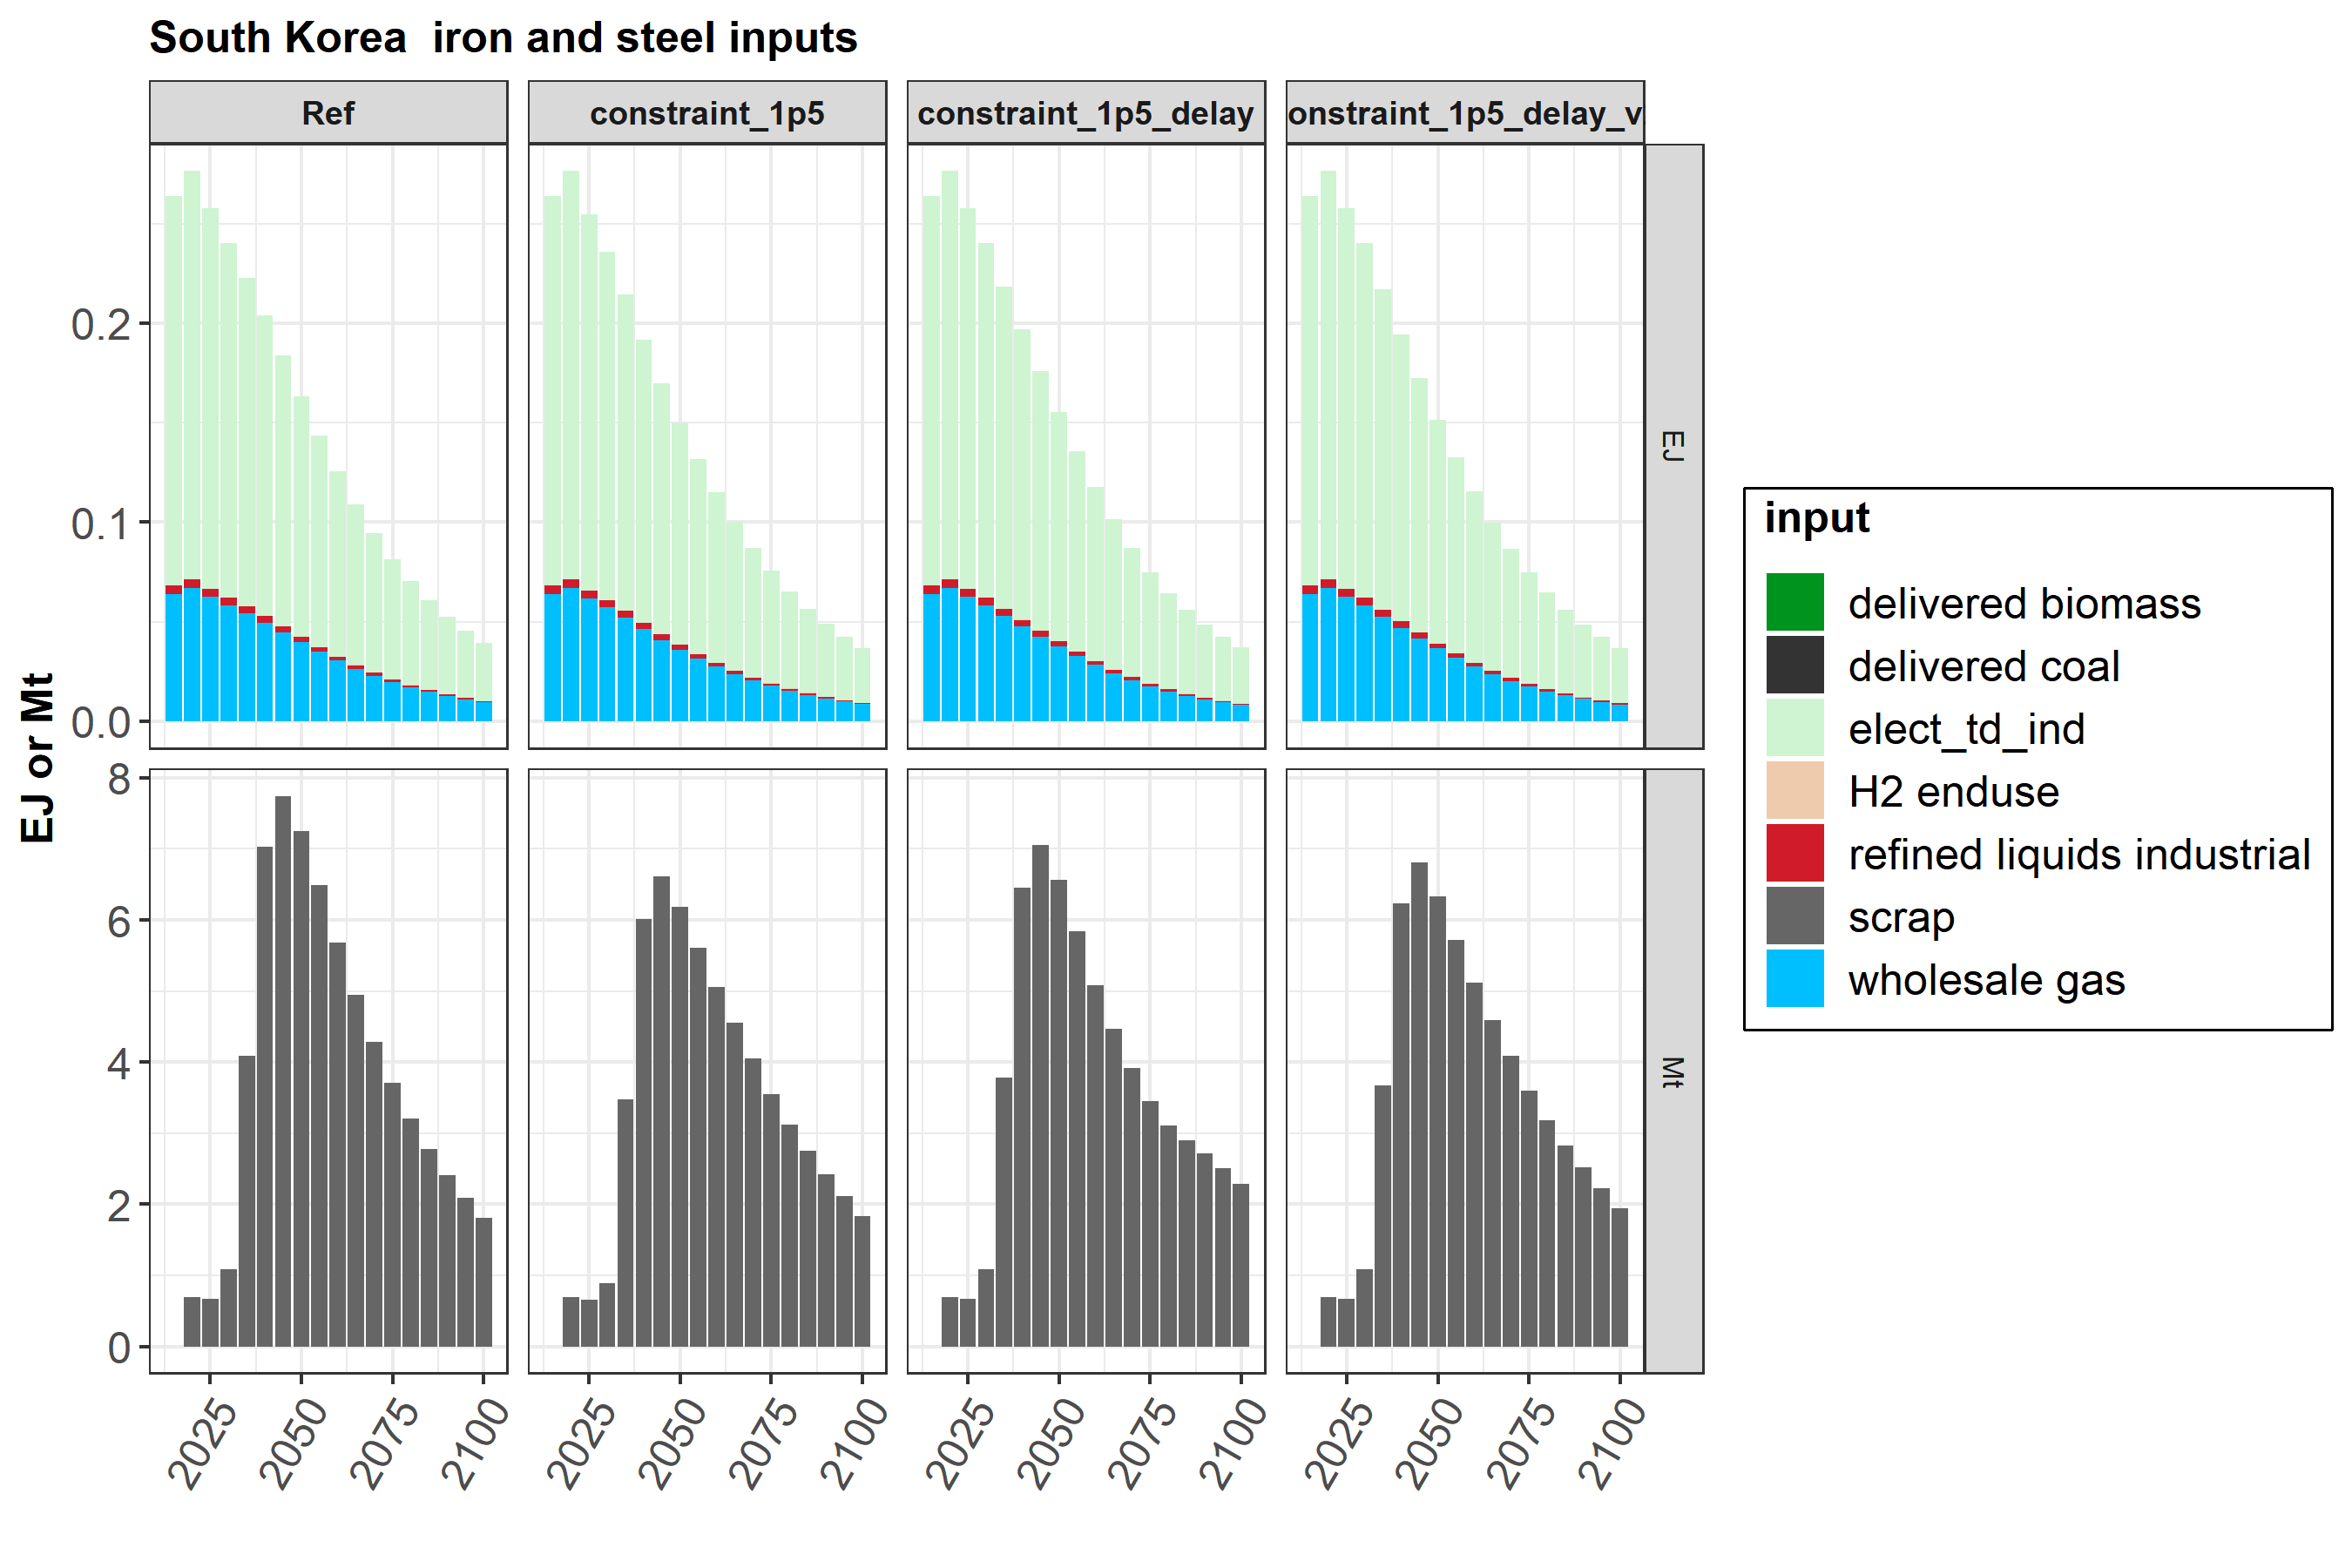 South Korea  iron and steel inputs
Ref
constraint_1p5
constraint_1p5_delay
onstraint_1p5_delay_v
EJ or Mt
0.2
0.1
0.0
EJ
8
6
4
2
0
Mt
2025
2050
2075
2100
2025
2050
2075
2100
2025
2050
2075
2100
2025
2050
2075
2100
input
delivered biomass
delivered coal
elect_td_ind
H2 enduse
refined liquids industrial
scrap
wholesale gas